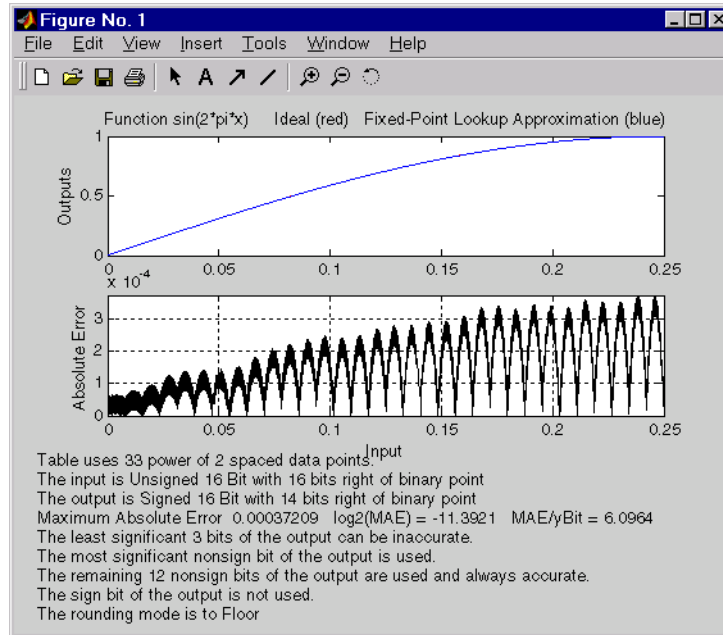 Figure No. 1
File Edit View Insert Tools Window Help
A
Function sin(2*pi*x) Ideal (red) Fixed-Point Lookup Approximation (blue)
1
0.5
0
Outputs
0 0.05 0.1 0.15 0.2 0.25
x 10^-4
3
2
1
0
Absolute Error
0 0.05 0.1 0.15 0.2 0.25
Input
Table uses 33 power of 2 spaced data points.
The input is Unsigned 16 Bit with 16 bits right of binary point
The output is Signed 16 Bit with 14 bits right of binary point
Maximum Absolute Error 0.00037209 log2(MAE) = -11.3921 MAE/yBit = 6.0964
The least significant 3 bits of the output can be inaccurate.
The most significant nonsign bit of the output is used.
The remaining 12 nonsign bits of the output are used and always accurate.
The sign bit of the output is not used.
The rounding mode is to Floor